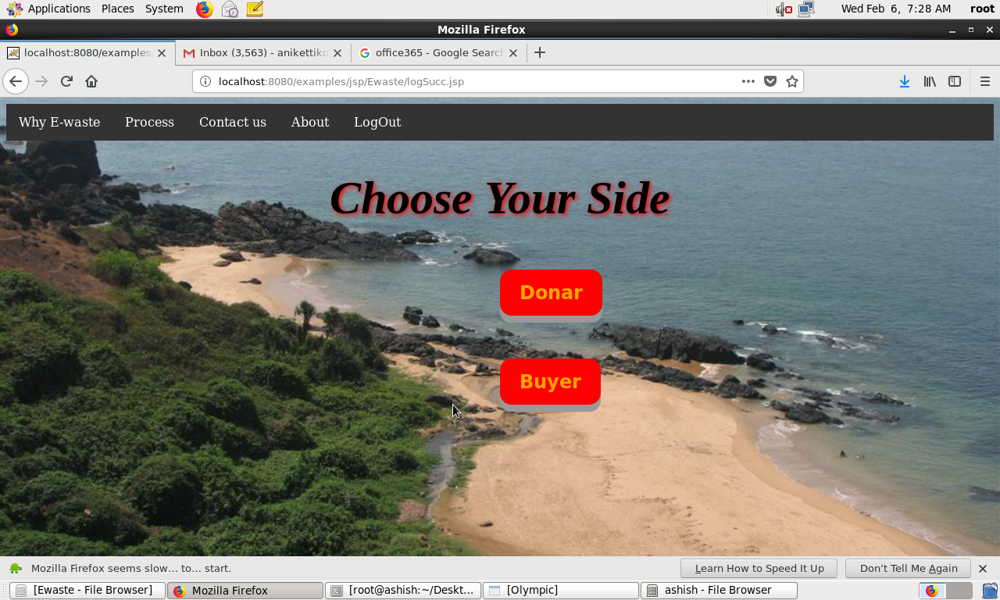 Applications Places System Wed Feb 6, 7:28 AM root
Mozilla Firefox
localhost:8080/examples Inbox (3,563) - anikettiko office365 - Google Search
localhost:8080/examples/jsp/Ewaste/logSucc.jsp
Why E-waste Process Contact us About LogOut
Choose Your Side
Donar
Buyer
Mozilla Firefox seems slow… to… start. Learn How to Speed It Up Don’t Tell Me Again
[Ewaste - File Browser] Mozilla Firefox [root@ashish:~/Deskt... [Olympic] ashish - File Browser